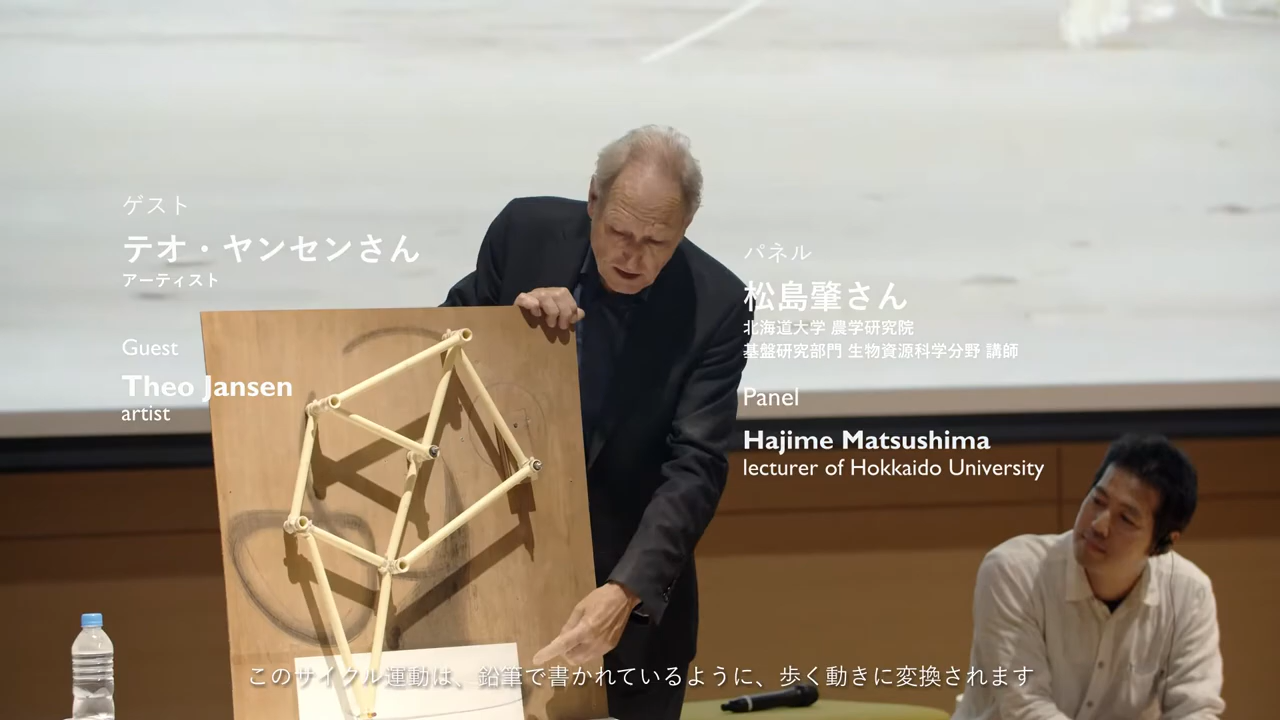 ゲスト
テオ・ヤンセンさん
アーティスト
Guest
Theo Jansen
artist
パネル
松島肇さん
北海道大学 農学研究院
基盤研究部門 生物資源科学分野 講師
Panel
Hajime Matsushima
lecturer of Hokkaido University
このサイクル運動は、鉛筆で書かれているように、歩く動きに変換されます